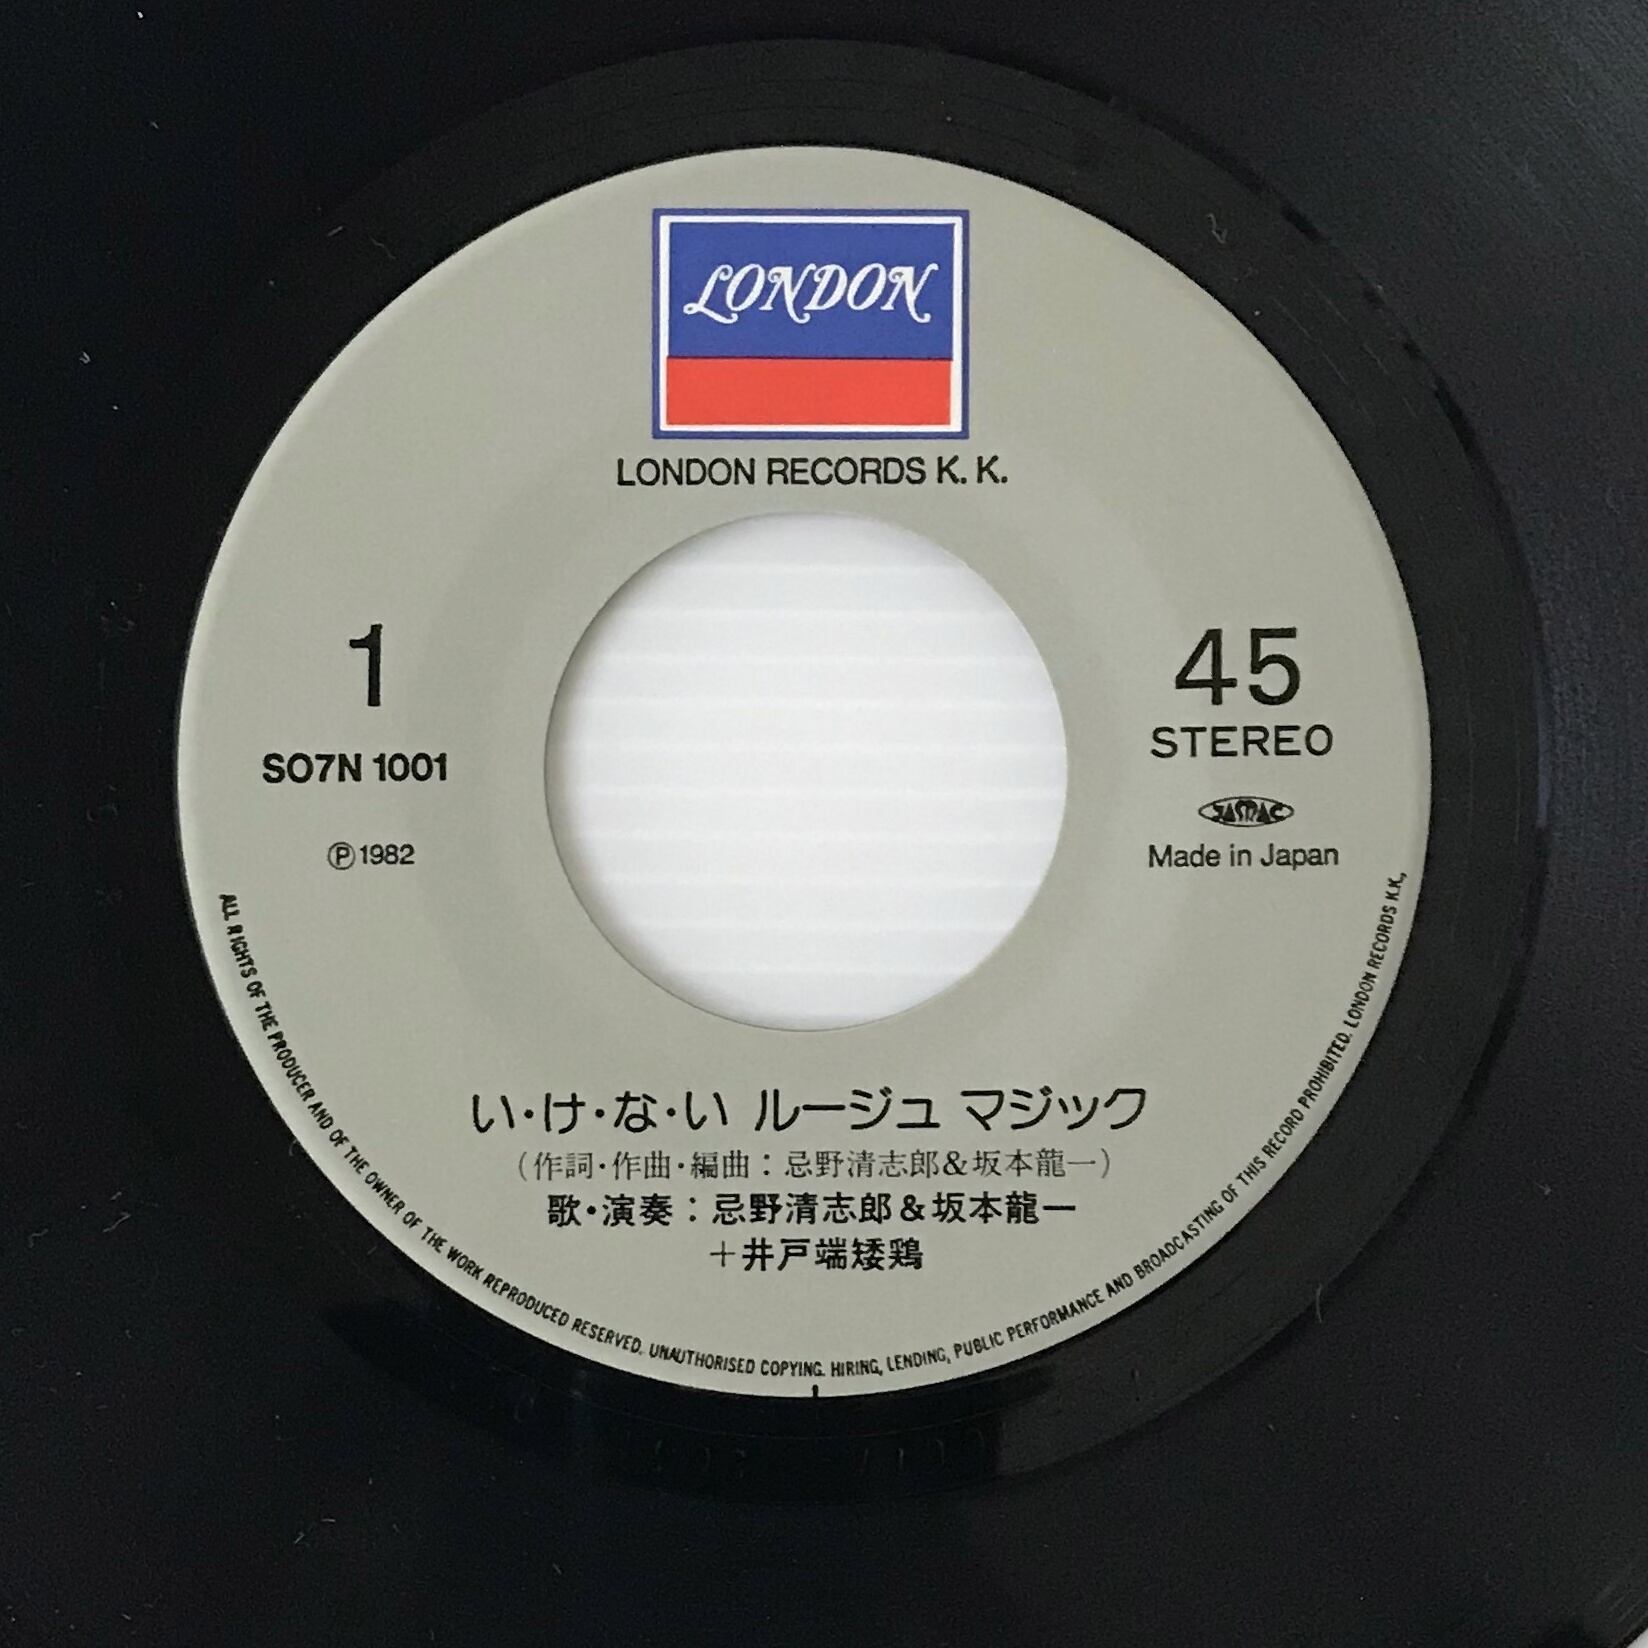 LONDON
LONDON RECORDS K. K.
1
SO7N 1001
Ⓟ1982
45
STEREO
JASRAC
Made in Japan
い・け・な・い ルージュ マジック
(作詞・作曲・編曲：忌野清志郎&坂本龍一)
歌・演奏：忌野清志郎&坂本龍一
＋井戸端矮鶏
ALL RIGHTS OF THE PRODUCER AND OF THE OWNER OF THE WORK REPRODUCED RESERVED. UNAUTHORISED COPYING. HIRING, LENDING, PUBLIC PERFORMANCE AND BROADCASTING OF THIS RECORD PROHIBITED. LONDON RECORDS K.K.,